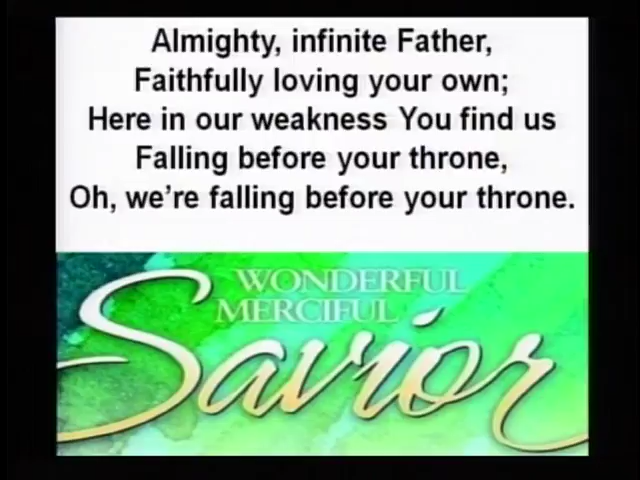 Almighty, infinite Father,
Faithfully loving your own;
Here in our weakness You find us
Falling before your throne,
Oh, we're falling before your throne.
WONDERFUL
MERCIFUL
Savior